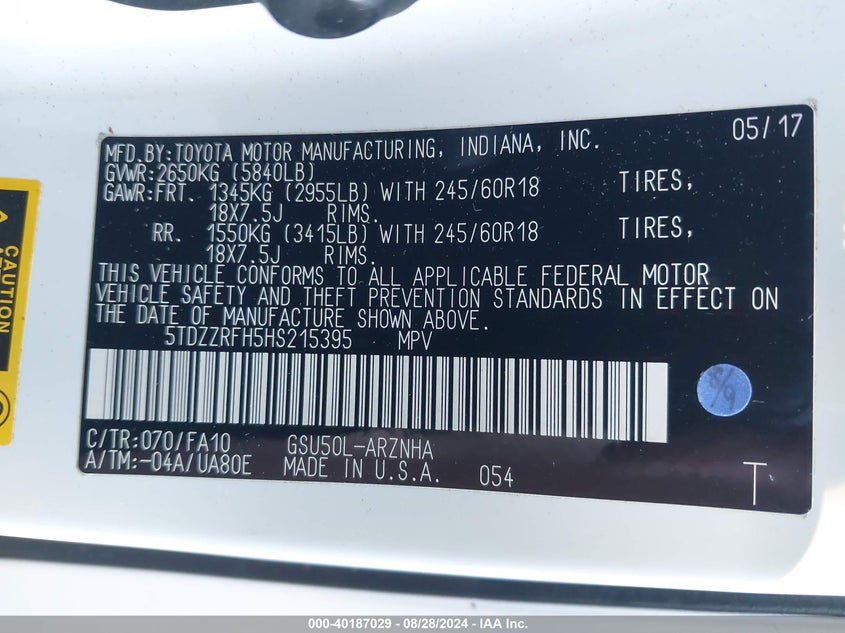 MFD.BY:TOYOTA MOTOR MANUFACTURING, INDIANA, INC. 05/17
GVWR:2650KG (5840LB)
GAWR:FRT. 1345KG (2955LB) WITH 245/60R18 TIRES,
18X7.5J RIMS.
RR. 1550KG (3415LB) WITH 245/60R18 TIRES,
18X7.5J RIMS.
THIS VEHICLE CONFORMS TO ALL APPLICABLE FEDERAL MOTOR
VEHICLE SAFETY AND THEFT PREVENTION STANDARDS IN EFFECT ON
THE DATE OF MANUFACTURE SHOWN ABOVE.
5TDZZRFH5HS215395 MPV
C/TR:070/FA10 GSU50L-ARZNHA
A/TM:-04A/UA80E MADE IN U.S.A. 054
T
CAUTION
000-40187029 | 08/28/2024 | IAA Inc.